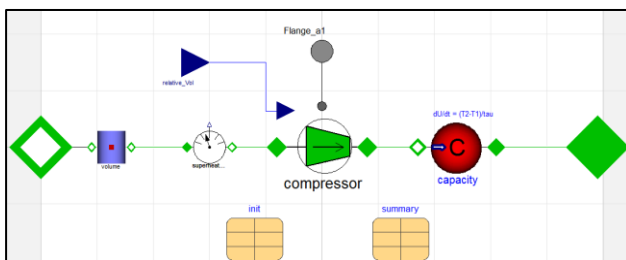 Flange_a1
relative_Vol
dU/dt = (T2-T1)/tau
C
volume
superheat...
compressor
capacity
init
summary